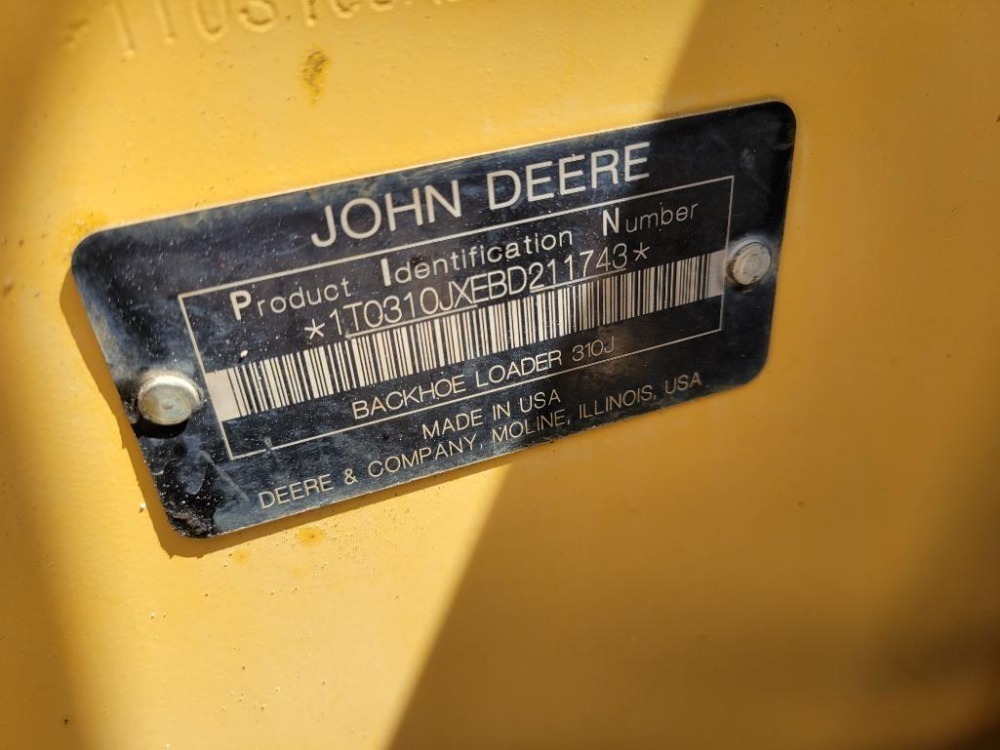 JOHN DEERE
Product Identification Number
*1T0310JXEBD211743*
BACKHOE LOADER 310J
MADE IN USA
DEERE & COMPANY, MOLINE, ILLINOIS, USA